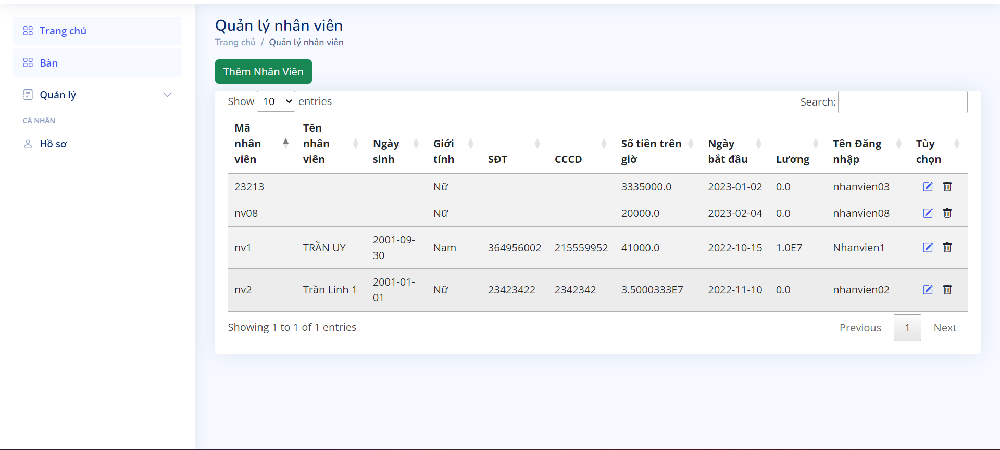 Trang chủ
Bàn
Quản lý
CÁ NHÂN
Hồ sơ
Quản lý nhân viên
Trang chủ / Quản lý nhân viên
Thêm Nhân Viên
Show 10 entries
Search:
Mã nhân viên Tên nhân viên Ngày sinh Giới tính SĐT CCCD Số tiền trên giờ Ngày bắt đầu Lương Tên Đăng nhập Tùy chọn
23213 Nữ 3335000.0 2023-01-02 0.0 nhanvien03
nv08 Nữ 20000.0 2023-02-04 0.0 nhanvien08
nv1 TRẦN UY 2001-09-30 Nam 364956002 215559952 41000.0 2022-10-15 1.0E7 Nhanvien1
nv2 Trần Linh 1 2001-01-01 Nữ 23423422 2342342 3.5000333E7 2022-11-10 0.0 nhanvien02
Showing 1 to 1 of 1 entries
Previous 1 Next